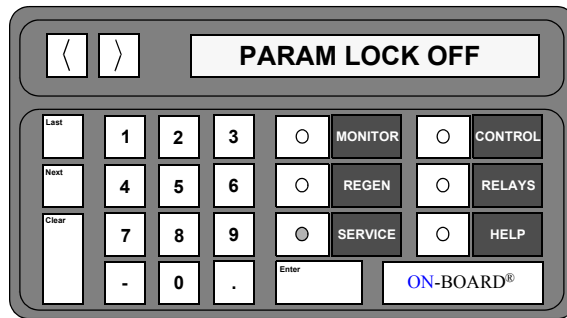 〈 〉 PARAM LOCK OFF
Last 1 2 3 MONITOR CONTROL
Next 4 5 6 REGEN RELAYS
Clear 7 8 9 SERVICE HELP
- 0 . Enter ON-BOARD®